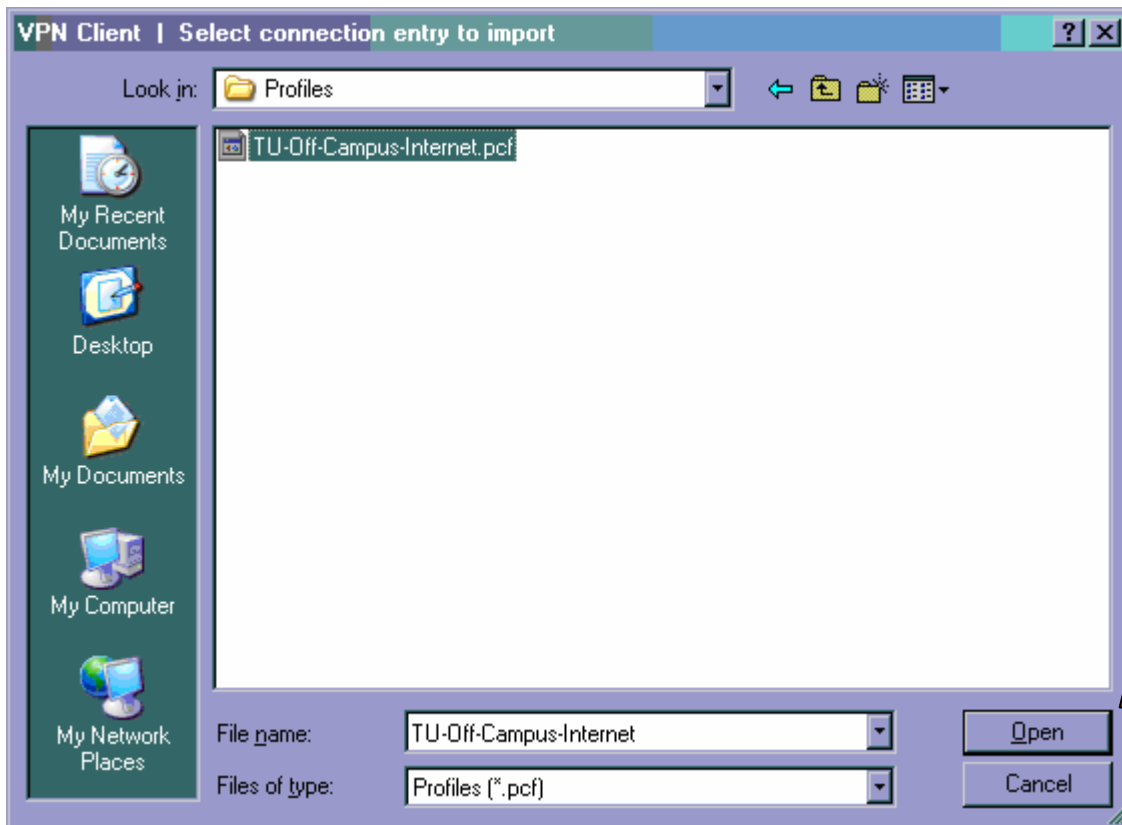 VPN Client | Select connection entry to import
Look in:
Profiles
TU-Off-Campus-Internet.pcf
My Recent
Documents
Desktop
My Documents
My Computer
My Network
Places
File name:
TU-Off-Campus-Internet
Open
Files of type:
Profiles (*.pcf)
Cancel